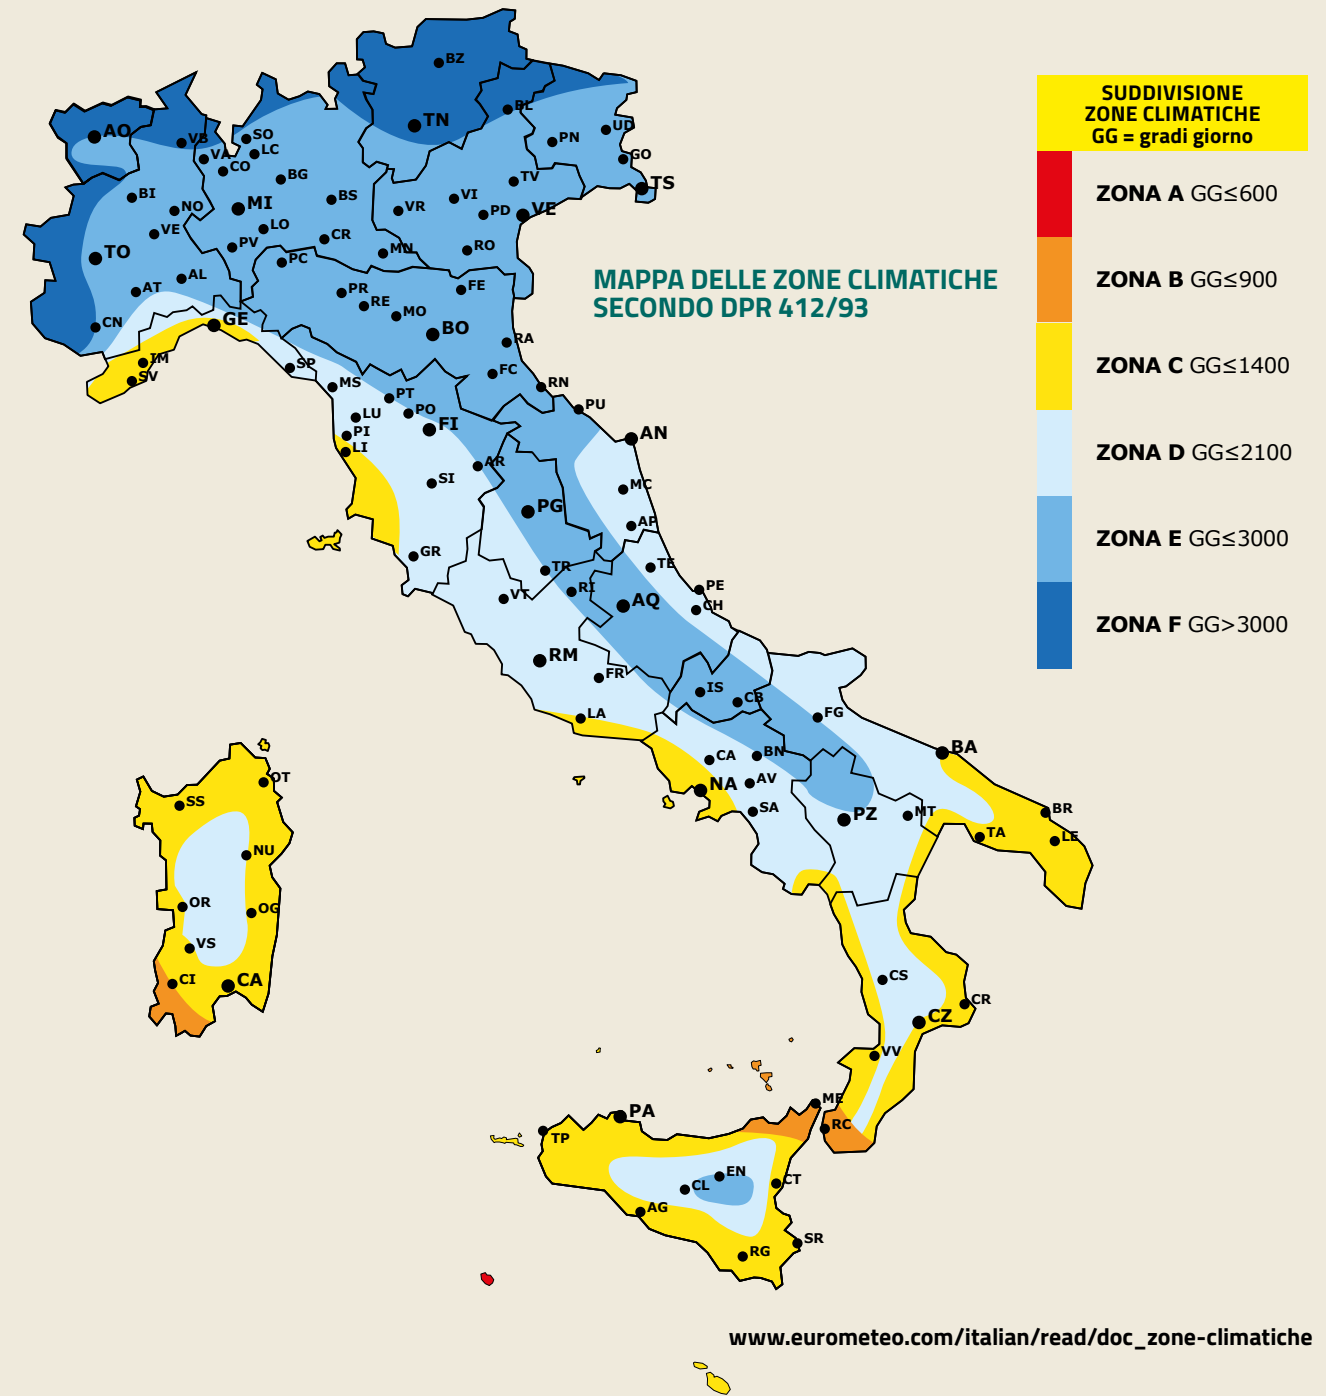 SUDDIVISIONE
ZONE CLIMATICHE
GG = gradi giorno
ZONA A GG≤600
ZONA B GG≤900
ZONA C GG≤1400
ZONA D GG≤2100
ZONA E GG≤3000
ZONA F GG>3000
MAPPA DELLE ZONE CLIMATICHE
SECONDO DPR 412/93
BZ
BL
TN
AO
VB
SO
UD
PN
VA
LC
GO
CO
BG
TV
TS
BI
BS
VI
NO
MI
VR
PD
VE
VE
LO
CR
PV
MN
RO
TO
PC
AL
AT
PR
FE
RE
MO
CN
GE
BO
RA
IM
SP
FC
SV
MS
RN
PT
PU
LU
PO
FI
PI
AN
LI
AR
SI
MC
PG
AP
GR
TR
TE
RI
PE
VT
AQ
CH
RM
FR
IS
CB
LA
FG
BA
CA
BN
OT
NA
AV
SS
SA
PZ
MT
BR
TA
LE
NU
OR
OG
VS
CI
CA
CS
CR
CZ
VV
ME
PA
RC
TP
EN
CL
CT
AG
SR
RG
www.eurometeo.com/italian/read/doc_zone-climatiche